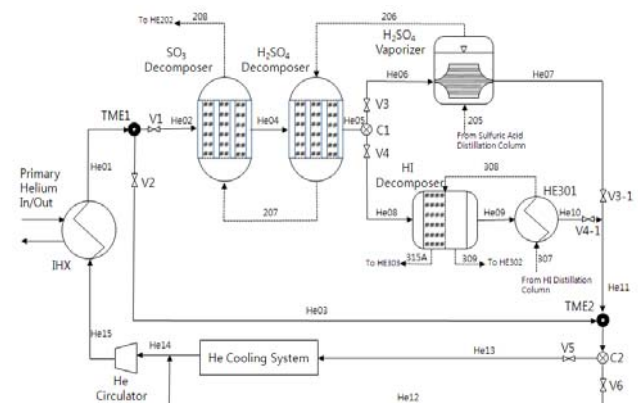 To HE202
208
206
H₂SO₄
Vaporizer
SO₃
Decomposer
H₂SO₄
Decomposer
He06
He07
TME1
V1
He02
He04
He05
V3
C1
V4
205
From Sulfuric Acid
Distillation Column
He01
V2
HI
Decomposer
308
HE301
Primary
Helium
In/Out
207
He08
He09
He10
V3-1
V4-1
IHX
315A
309
307
To HE303
To HE302
From HI Distillation
Column
He11
He03
TME2
He15
He14
He Cooling System
He13
V5
C2
He
Circulator
V6
He12